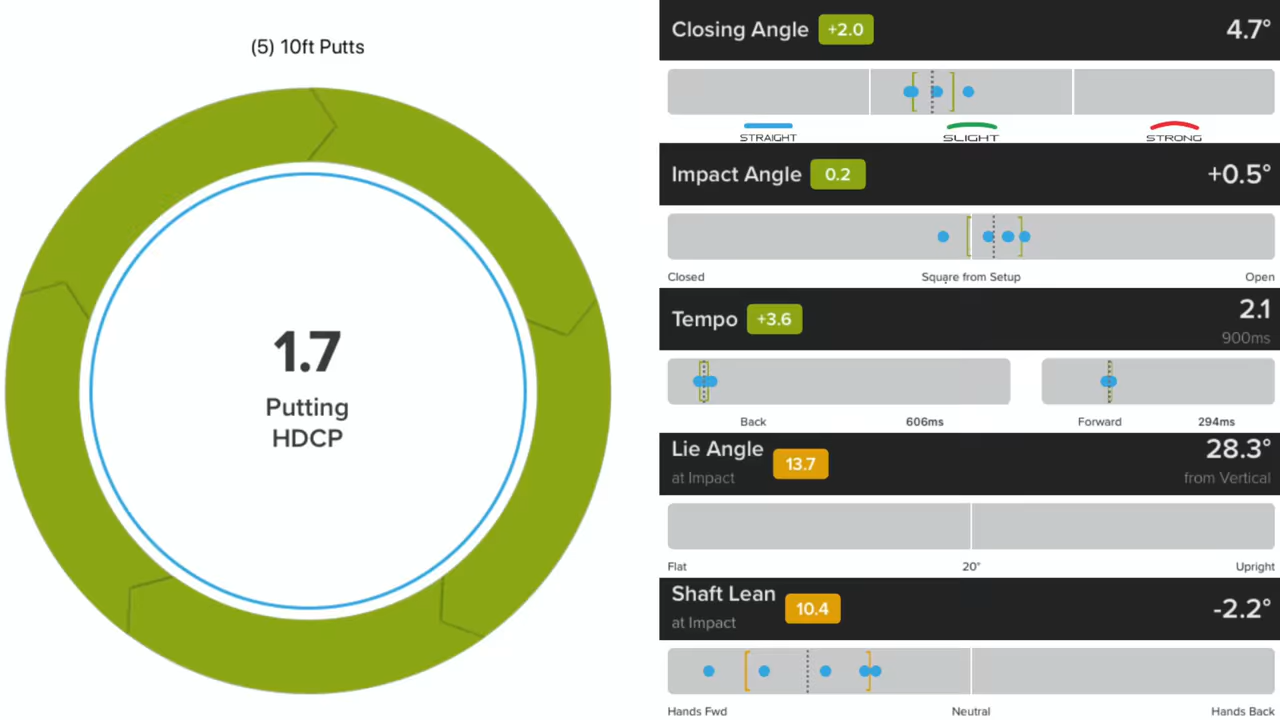 (5) 10ft Putts
1.7
Putting
HDCP
Closing Angle +2.0 4.7°
STRAIGHT SLIGHT STRONG
Impact Angle 0.2 +0.5°
Closed Square from Setup Open
Tempo +3.6 2.1
900ms
Back 606ms Forward 294ms
Lie Angle 13.7 28.3°
at Impact from Vertical
Flat 20° Upright
Shaft Lean 10.4 -2.2°
at Impact
Hands Fwd Neutral Hands Back